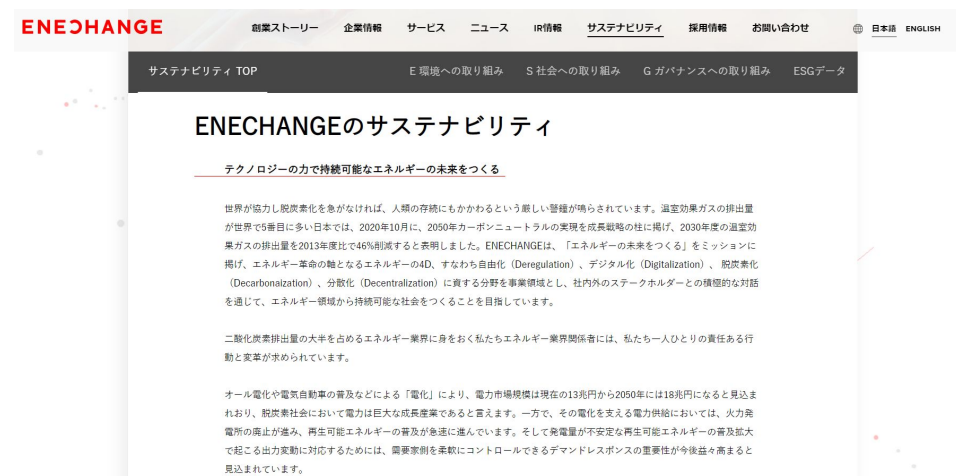 ENECHANGE
創業ストーリー 企業情報 サービス ニュース IR情報 サステナビリティ 採用情報 お問い合わせ 日本語 ENGLISH
サステナビリティ TOP E 環境への取り組み S 社会への取り組み G ガバナンスへの取り組み ESGデータ
ENECHANGEのサステナビリティ
テクノロジーの力で持続可能なエネルギーの未来をつくる
世界が協力し脱炭素化を急がなければ、人類の存続にもかかわるという厳しい警鐘が鳴らされています。温室効果ガスの排出量
が世界で5番目に多い日本では、2020年10月に、2050年カーボンニュートラルの実現を成長戦略の柱に掲げ、2030年度の温室効
果ガスの排出量を2013年度比で46%削減すると表明しました。ENECHANGEは、「エネルギーの未来をつくる」をミッションに
掲げ、エネルギー革命の軸となるエネルギーの4D、すなわち自由化（Deregulation）、デジタル化（Digitalization）、 脱炭素化
（Decarbonaization）、分散化（Decentralization）に資する分野を事業領域とし、社内外のステークホルダーとの積極的な対話
を通じて、エネルギー領域から持続可能な社会をつくることを目指しています。
二酸化炭素排出量の大半を占めるエネルギー業界に身をおく私たちエネルギー業界関係者には、私たち一人ひとりの責任ある行
動と変革が求められています。
オール電化や電気自動車の普及などによる「電化」により、電力市場規模は現在の13兆円から2050年には18兆円になると見込ま
れおり、脱炭素社会において電力は巨大な成長産業であると言えます。一方で、その電化を支える電力供給においては、火力発
電所の廃止が進み、再生可能エネルギーの普及が急速に進んでいます。そして発電量が不安定な再生可能エネルギーの普及拡大
で起こる出力変動に対応するためには、需要家側を柔軟にコントロールできるデマンドレスポンスの重要性が今後益々高まると
見込まれています。